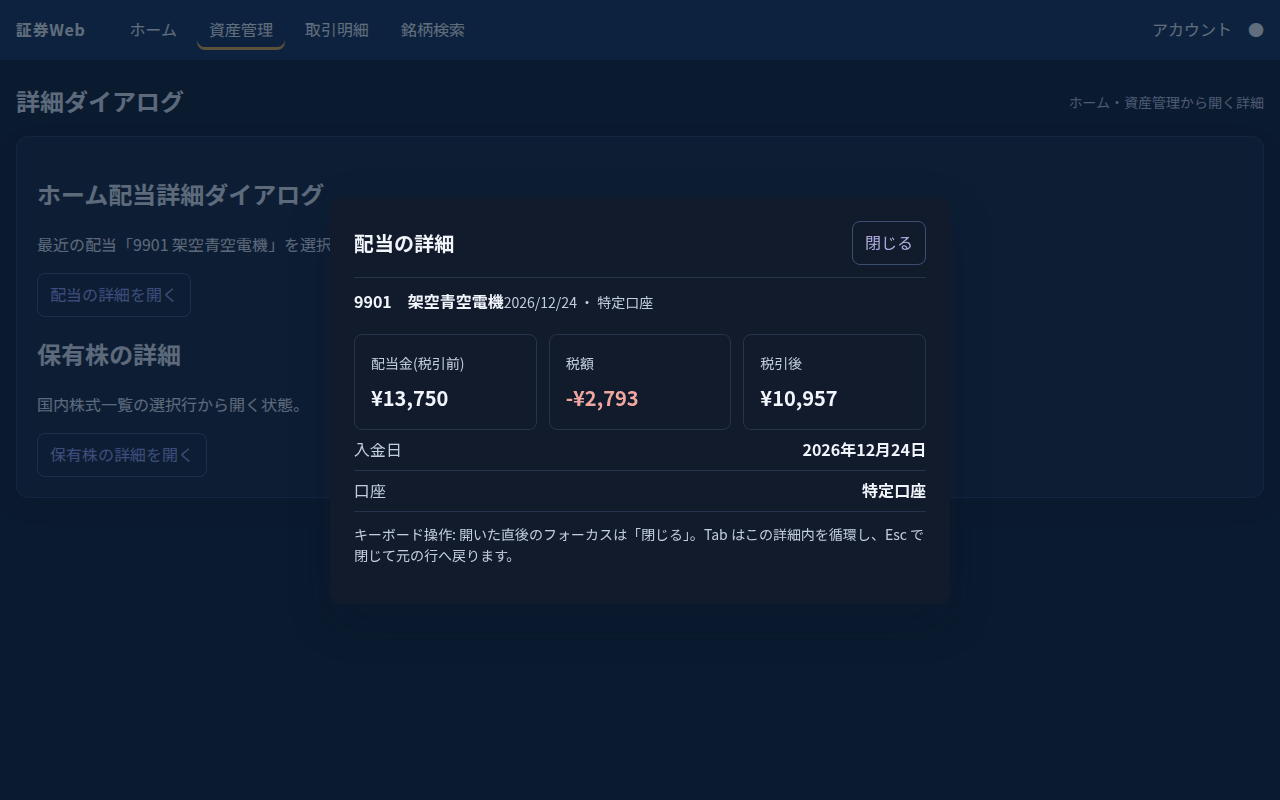 証券Web ホーム 資産管理 取引明細 銘柄検索 アカウント
詳細ダイアログ
ホーム・資産管理から開く詳細
ホーム配当詳細ダイアログ
最近の配当「9901 架空青空電機」を選択
配当の詳細を開く
保有株の詳細
国内株式一覧の選択行から開く状態。
保有株の詳細を開く
配当の詳細
閉じる
9901 架空青空電機2026/12/24 ・ 特定口座
配当金(税引前) 税額 税引後
¥13,750 -¥2,793 ¥10,957
入金日 2026年12月24日
口座 特定口座
キーボード操作: 開いた直後のフォーカスは「閉じる」。Tab はこの詳細内を循環し、Esc で
閉じて元の行へ戻ります。